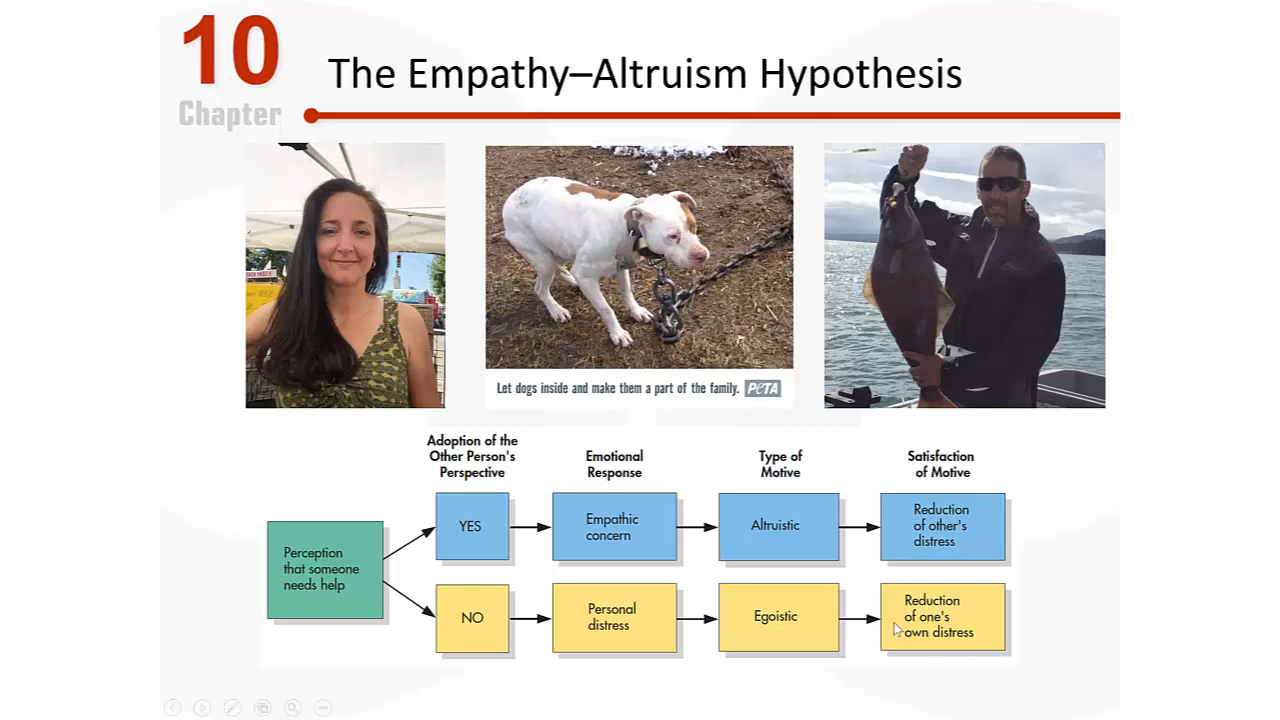 10
Chapter
The Empathy–Altruism Hypothesis
Let dogs inside and make them a part of the family. PETA
Adoption of the
Other Person's
Perspective
Emotional
Response
Type of
Motive
Satisfaction
of Motive
Perception
that someone
needs help
YES
Empathic
concern
Altruistic
Reduction
of other's
distress
NO
Personal
distress
Egoistic
Reduction
of one's
own distress